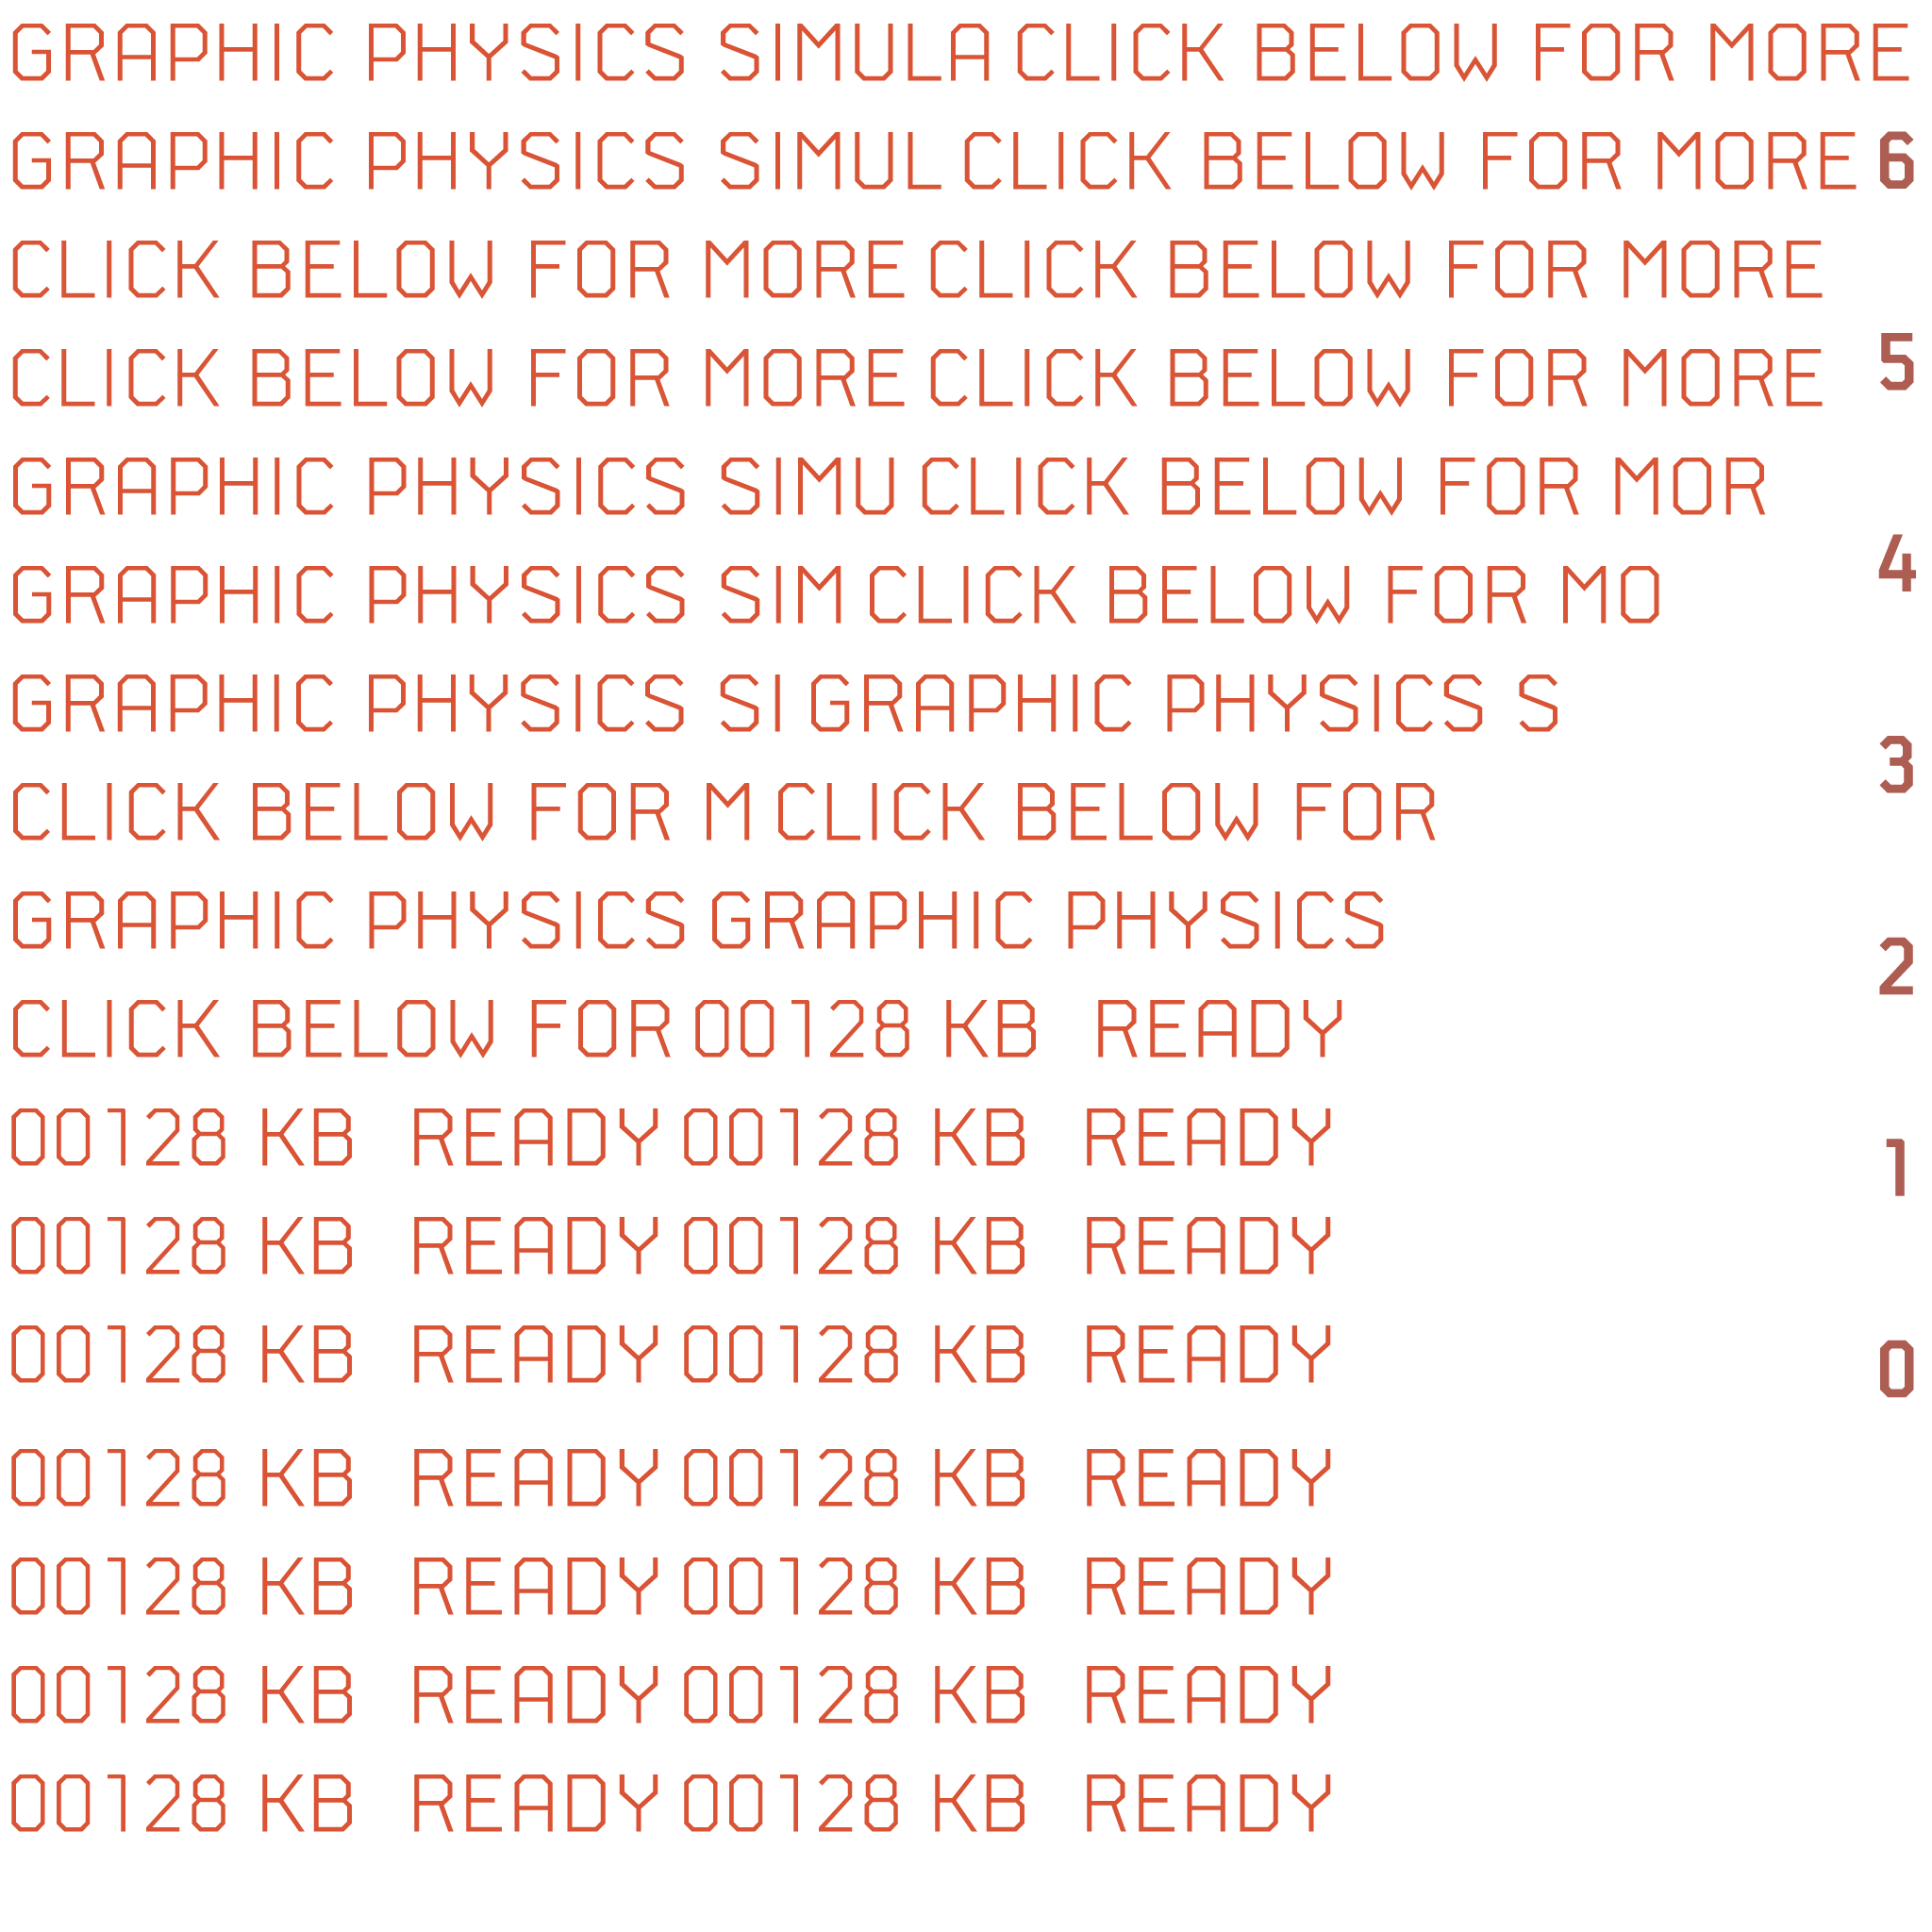 GRAPHIC PHYSICS SIMULA CLICK BELOW FOR MORE
GRAPHIC PHYSICS SIMUL CLICK BELOW FOR MORE 6
CLICK BELOW FOR MORE CLICK BELOW FOR MORE
CLICK BELOW FOR MORE CLICK BELOW FOR MORE 5
GRAPHIC PHYSICS SIMU CLICK BELOW FOR MOR
GRAPHIC PHYSICS SIM CLICK BELOW FOR MO 4
GRAPHIC PHYSICS SI GRAPHIC PHYSICS S
3
CLICK BELOW FOR M CLICK BELOW FOR
GRAPHIC PHYSICS GRAPHIC PHYSICS
2
CLICK BELOW FOR 00128 KB READY
00128 KB READY 00128 KB READY
1
00128 KB READY 00128 KB READY
00128 KB READY 00128 KB READY 0
00128 KB READY 00128 KB READY
00128 KB READY 00128 KB READY
00128 KB READY 00128 KB READY
00128 KB READY 00128 KB READY